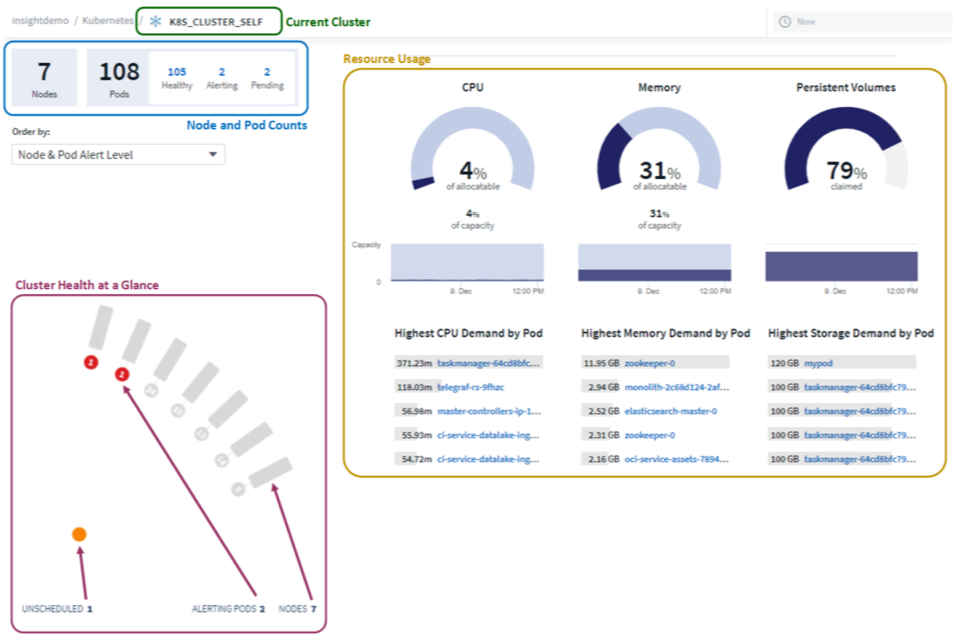 insightdemo / Kubernetes / K8S_CLUSTER_SELF Current Cluster Now
7 Nodes
108 Pods
105 Healthy
2 Alerting
2 Pending
Node and Pod Counts
Order by:
Node & Pod Alert Level
Resource Usage
CPU
4%
of allocatable
4%
of capacity
Capacity
0
9. Dec 12:00 PM
Memory
31%
of allocatable
31%
of capacity
9. Dec 12:00 PM
Persistent Volumes
79%
claimed
9. Dec 12:00 PM
Highest CPU Demand by Pod
371.23m taskmanager-64cd8bfc...
118.03m telegraf-rs-9fhzc
56.98m master-controllers-ip-1...
55.93m ci-service-datalake-ing...
54.72m ci-service-datalake-ing...
Highest Memory Demand by Pod
11.95 GB zookeeper-0
2.94 GB monolith-2c68d124-2af...
2.52 GB elasticsearch-master-0
2.31 GB zookeeper-0
2.16 GB oci-service-assets-7894...
Highest Storage Demand by Pod
120 GB mypod
100 GB taskmanager-64cd8bfc79...
100 GB taskmanager-64cd8bfc79...
100 GB taskmanager-64cd8bfc79...
100 GB taskmanager-64cd8bfc79...
Cluster Health at a Glance
2
UNSCHEDULED 1
ALERTING PODS 2
NODES 7